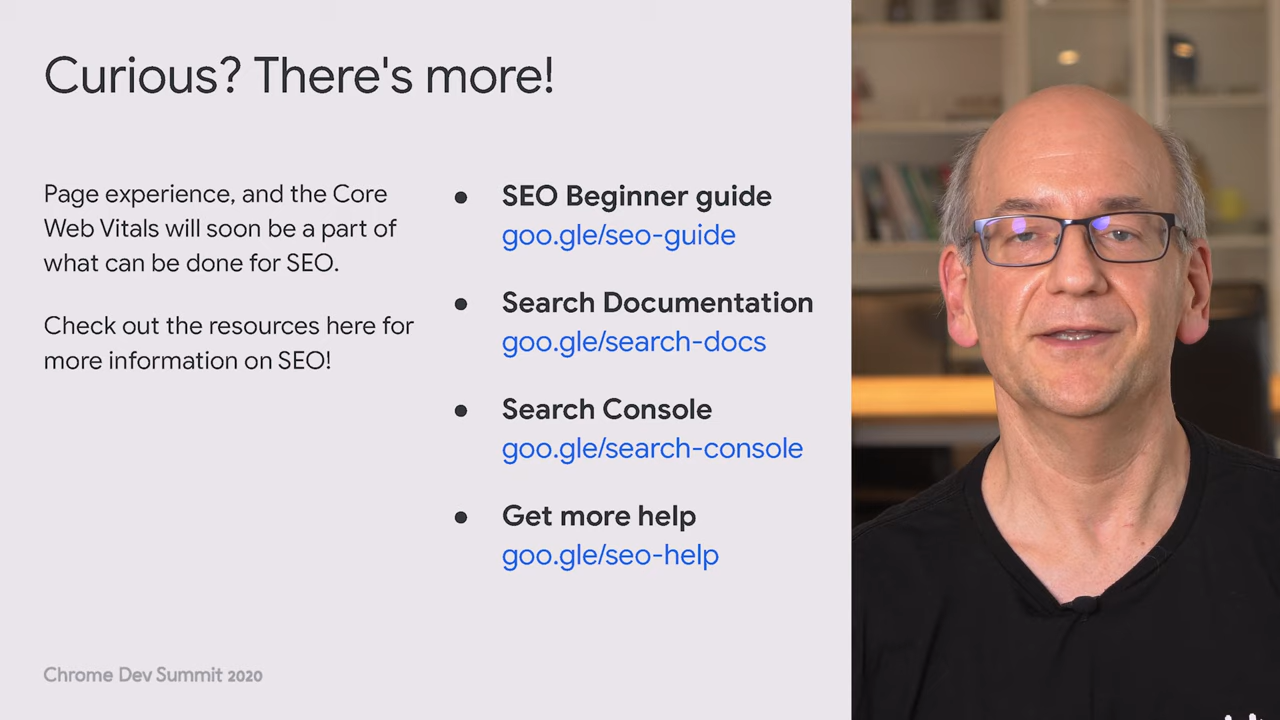 Curious? There's more!
Page experience, and the Core
Web Vitals will soon be a part of
what can be done for SEO.
Check out the resources here for
more information on SEO!
● SEO Beginner guide
goo.gle/seo-guide
● Search Documentation
goo.gle/search-docs
● Search Console
goo.gle/search-console
● Get more help
goo.gle/seo-help
Chrome Dev Summit 2020